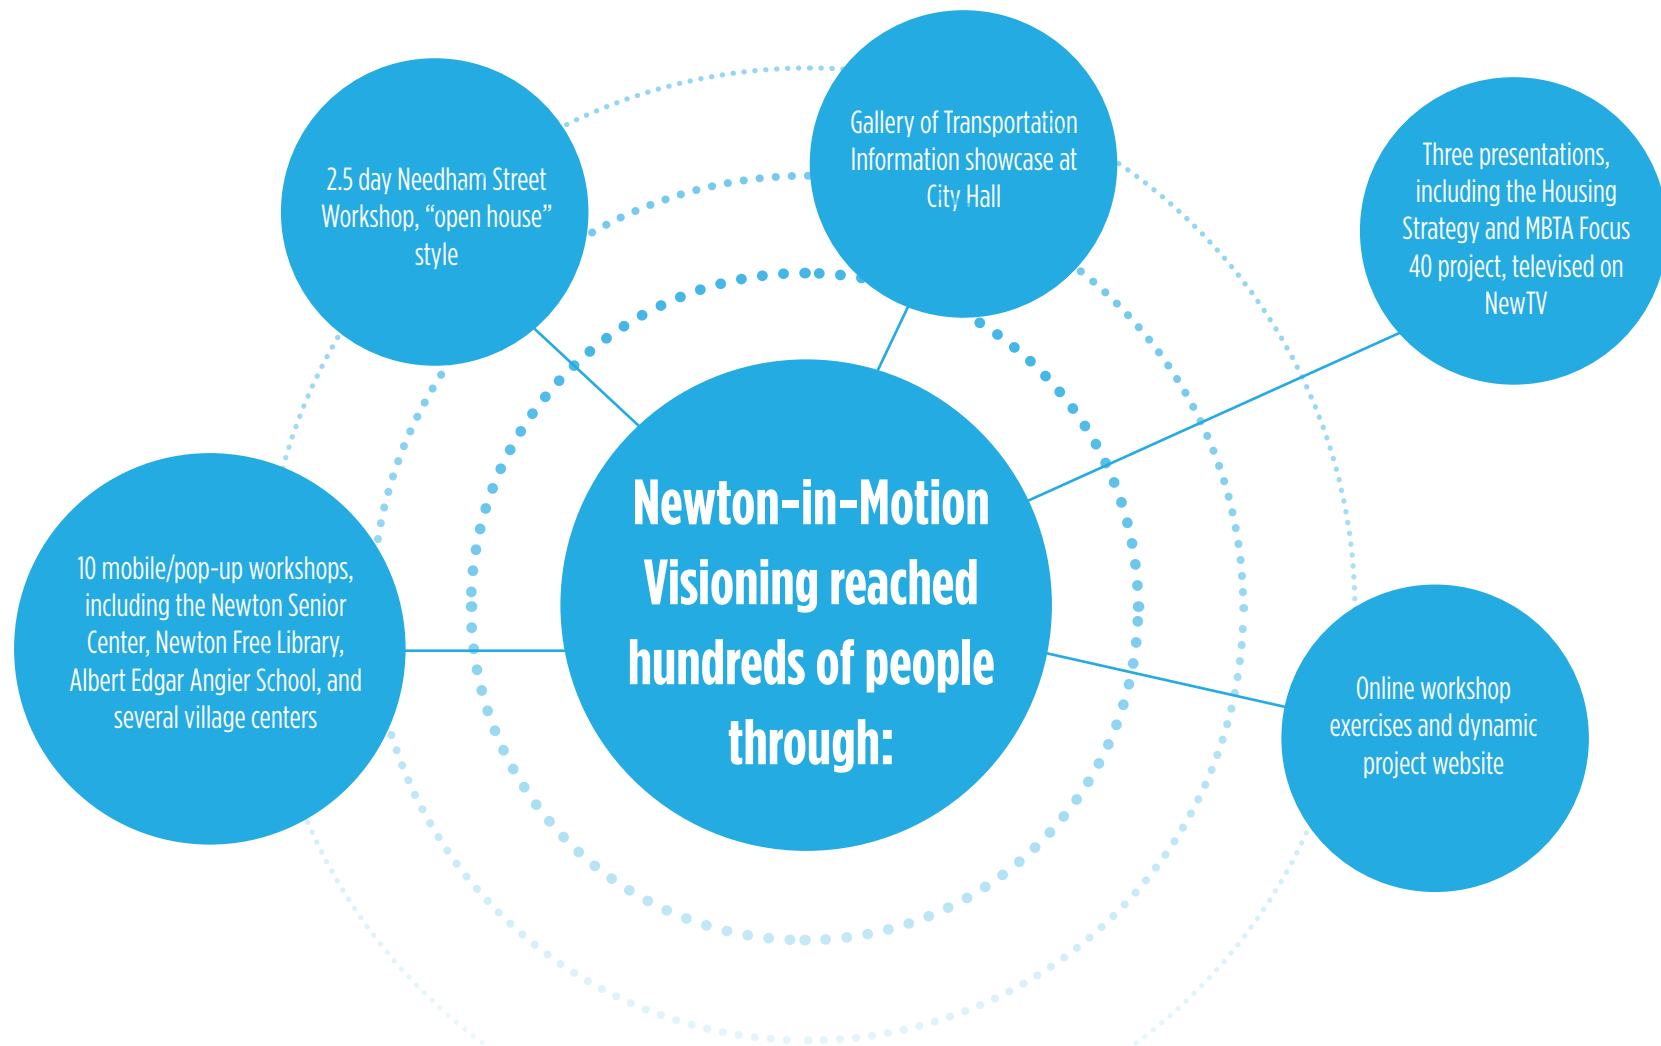 2.5 day Needham Street
Workshop, “open house”
style
Gallery of Transportation
Information showcase at
City Hall
Three presentations,
including the Housing
Strategy and MBTA Focus
40 project, televised on
NewTV
10 mobile/pop-up workshops,
including the Newton Senior
Center, Newton Free Library,
Albert Edgar Angier School, and
several village centers
Newton-in-Motion
Visioning reached
hundreds of people
through:
Online workshop
exercises and dynamic
project website